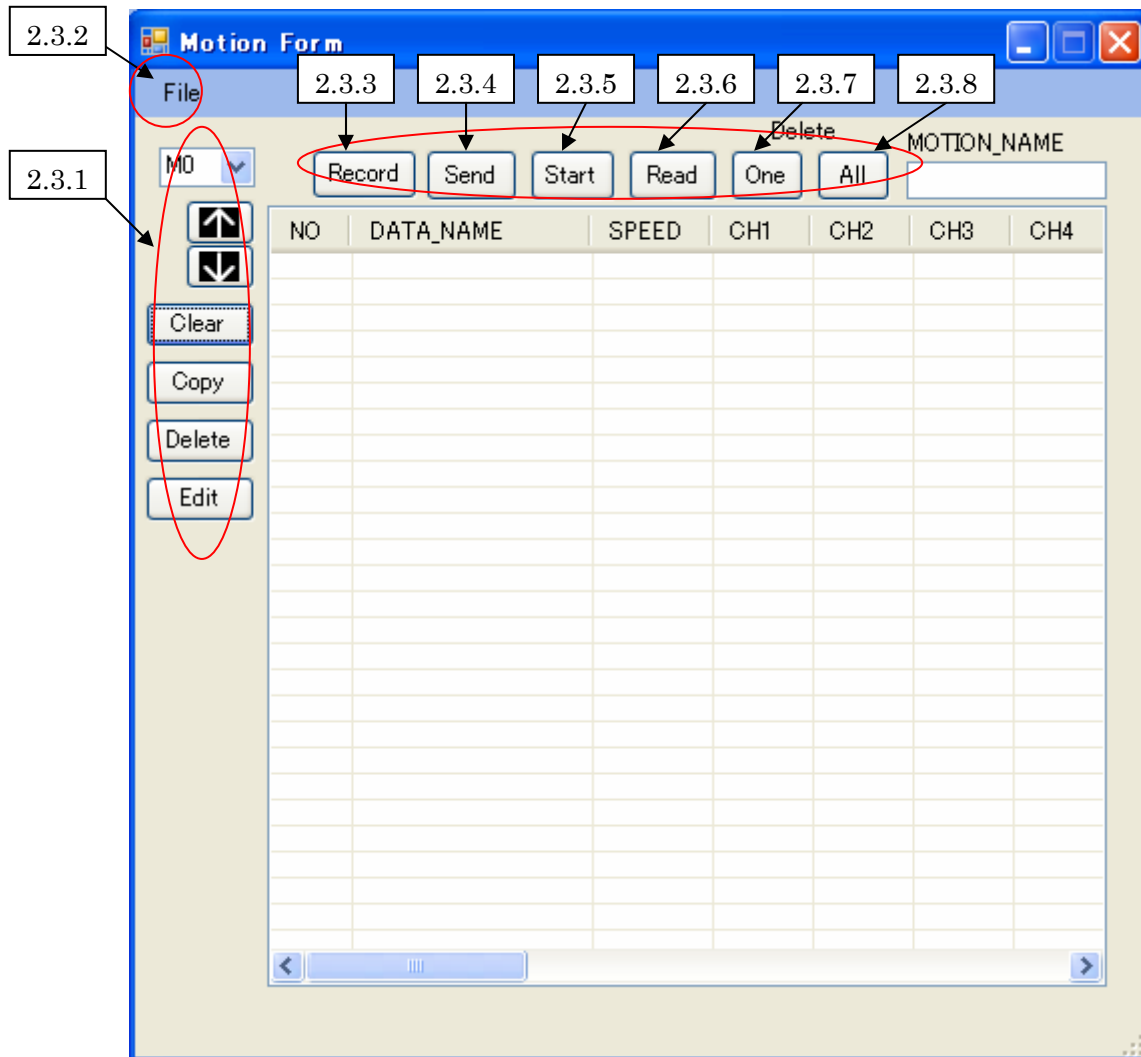 2.3.2
Motion Form
File
2.3.3 2.3.4 2.3.5 2.3.6 2.3.7 2.3.8
Delete
MOTION_NAME
M0
Record Send Start Read One All
2.3.1
NO DATA_NAME SPEED CH1 CH2 CH3 CH4
Clear
Copy
Delete
Edit